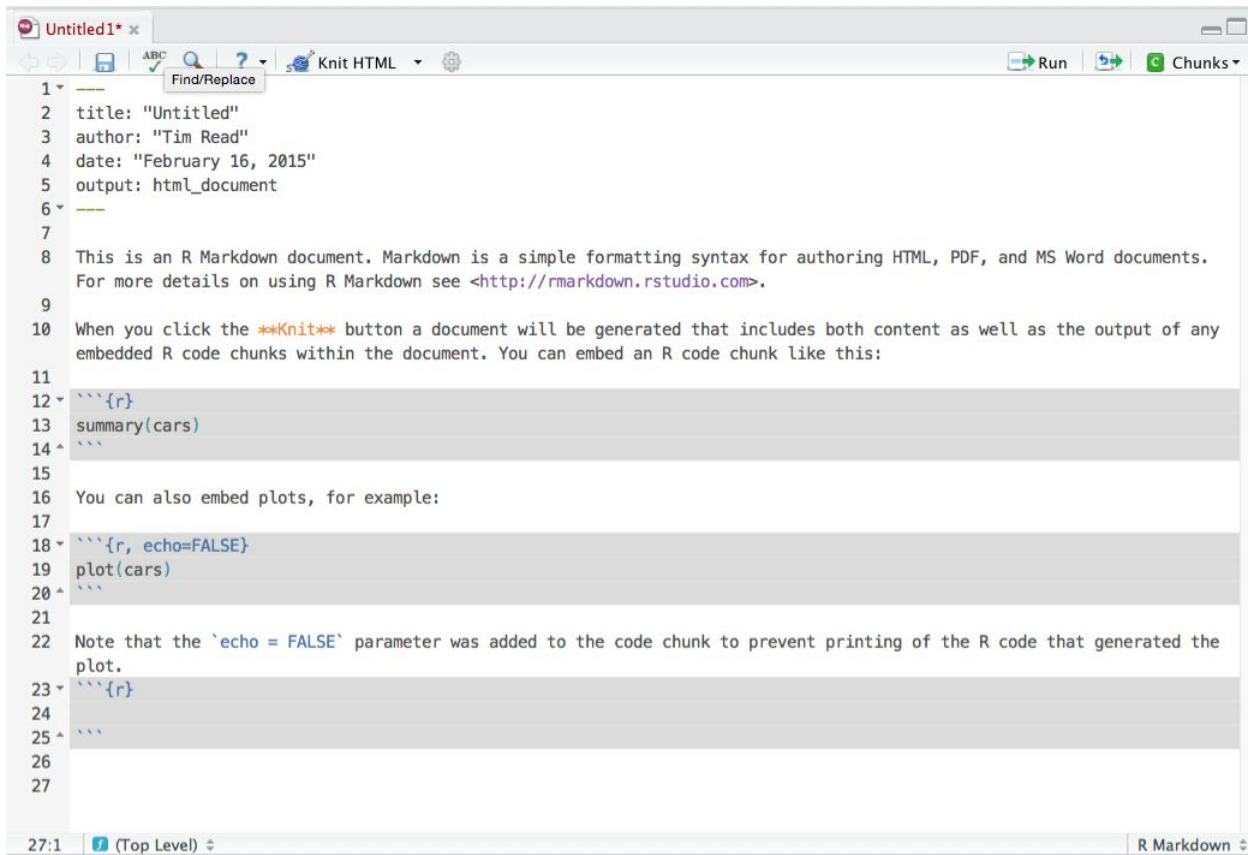 Untitled1*
ABC ? Knit HTML Run C Chunks
Find/Replace
1 ---
2 title: "Untitled"
3 author: "Tim Read"
4 date: "February 16, 2015"
5 output: html_document
6 ---
7
8 This is an R Markdown document. Markdown is a simple formatting syntax for authoring HTML, PDF, and MS Word documents.
For more details on using R Markdown see <http://rmarkdown.rstudio.com>.
9
10 When you click the **Knit** button a document will be generated that includes both content as well as the output of any
embedded R code chunks within the document. You can embed an R code chunk like this:
11
12 ```{r}
13 summary(cars)
14 ```
15
16 You can also embed plots, for example:
17
18 ```{r, echo=FALSE}
19 plot(cars)
20 ```
21
22 Note that the `echo = FALSE` parameter was added to the code chunk to prevent printing of the R code that generated the
plot.
23 ```{r}
24
25 ```
26
27
27:1 (Top Level) R Markdown